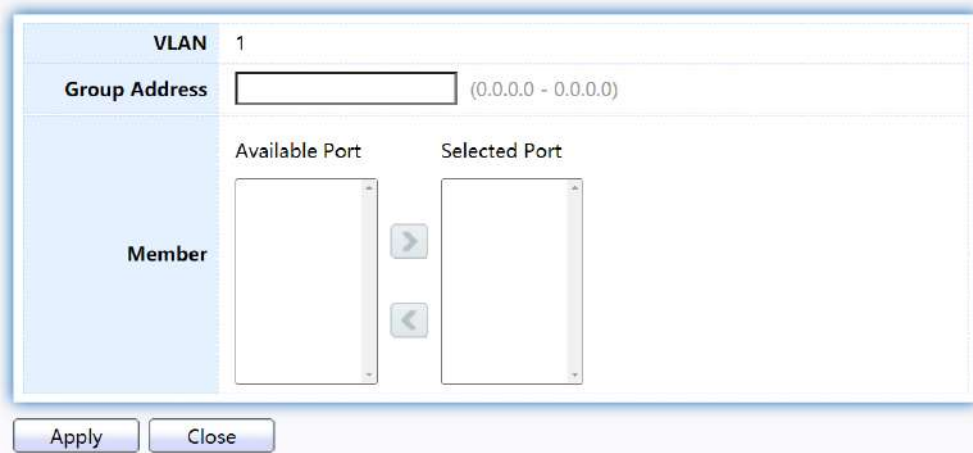 VLAN 1
Group Address (0.0.0.0 - 0.0.0.0)
Available Port Selected Port
Member
Apply Close